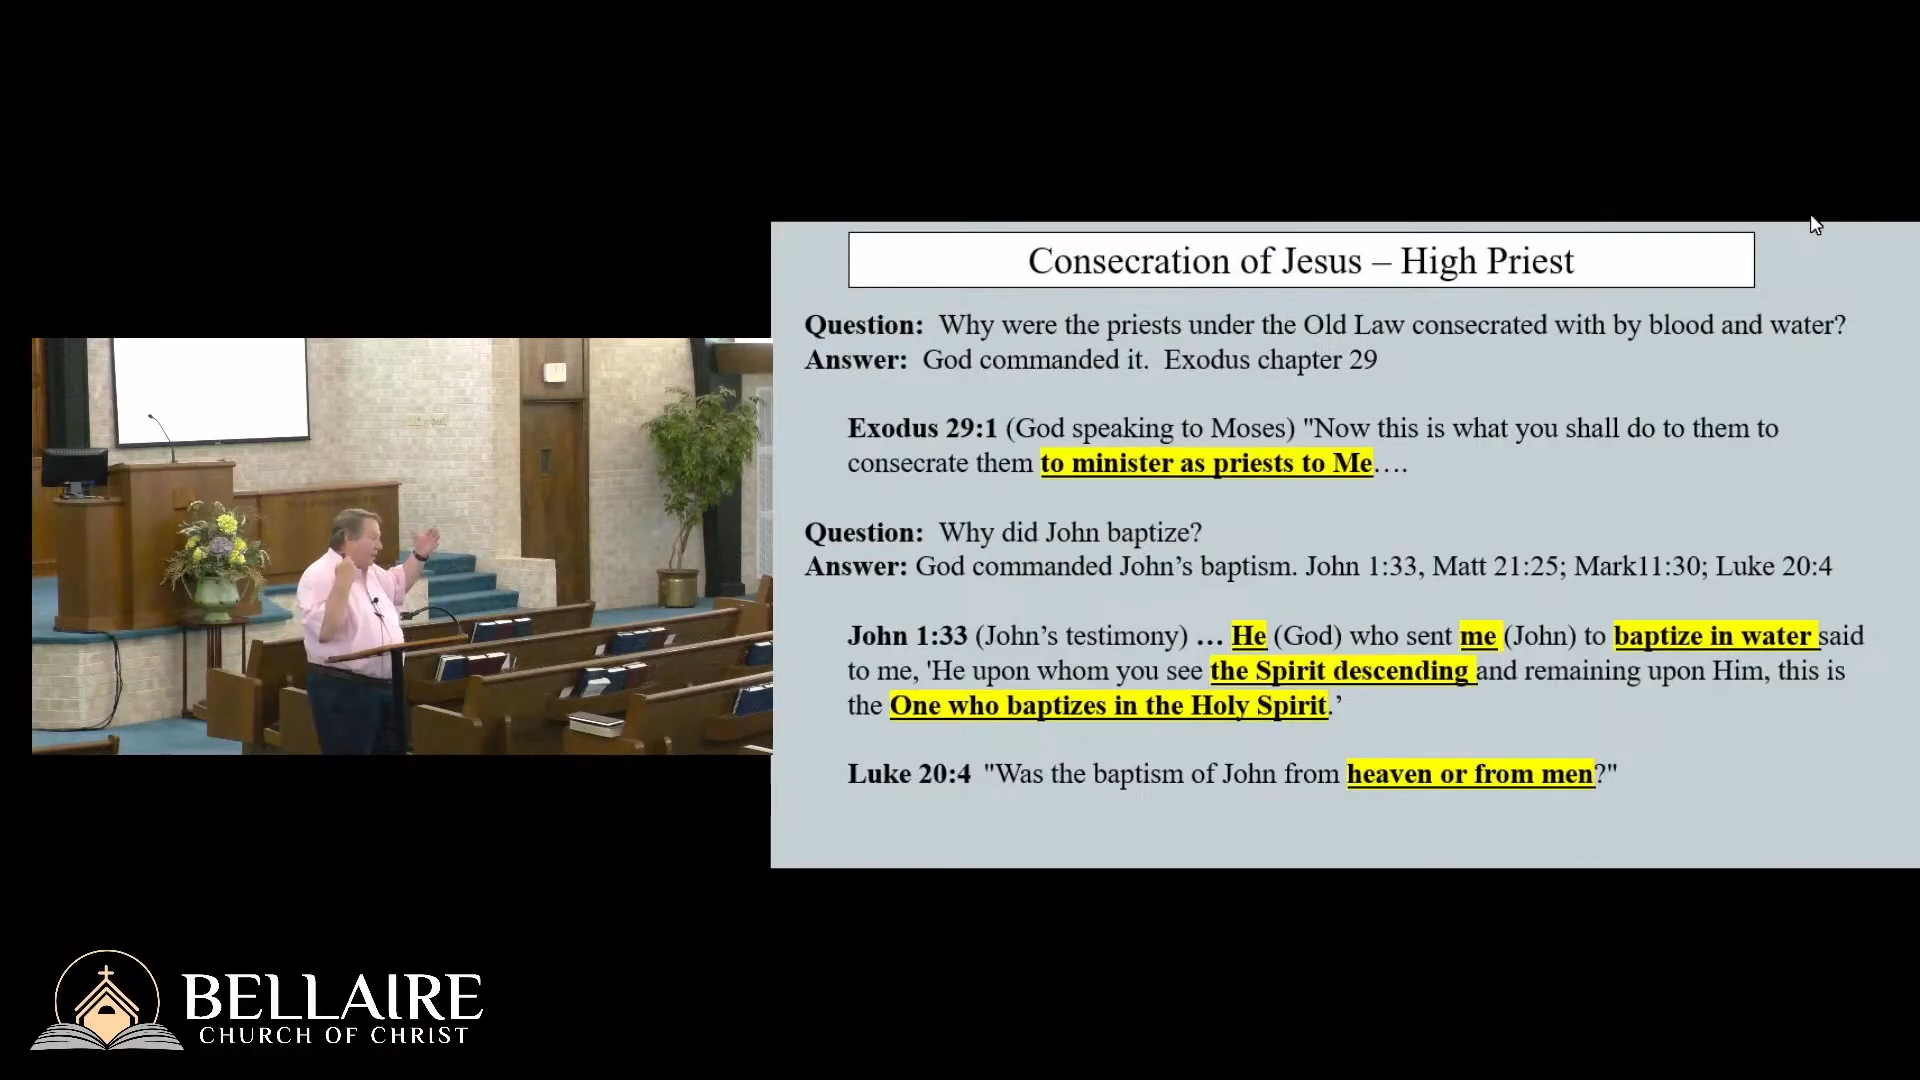 Consecration of Jesus – High Priest
Question: Why were the priests under the Old Law consecrated with by blood and water?
Answer: God commanded it. Exodus chapter 29
Exodus 29:1 (God speaking to Moses) "Now this is what you shall do to them to
consecrate them to minister as priests to Me….
Question: Why did John baptize?
Answer: God commanded John’s baptism. John 1:33, Matt 21:25; Mark11:30; Luke 20:4
John 1:33 (John’s testimony) … He (God) who sent me (John) to baptize in water said
to me, 'He upon whom you see the Spirit descending and remaining upon Him, this is
the One who baptizes in the Holy Spirit.’
Luke 20:4 "Was the baptism of John from heaven or from men?"
BELLAIRE
CHURCH OF CHRIST